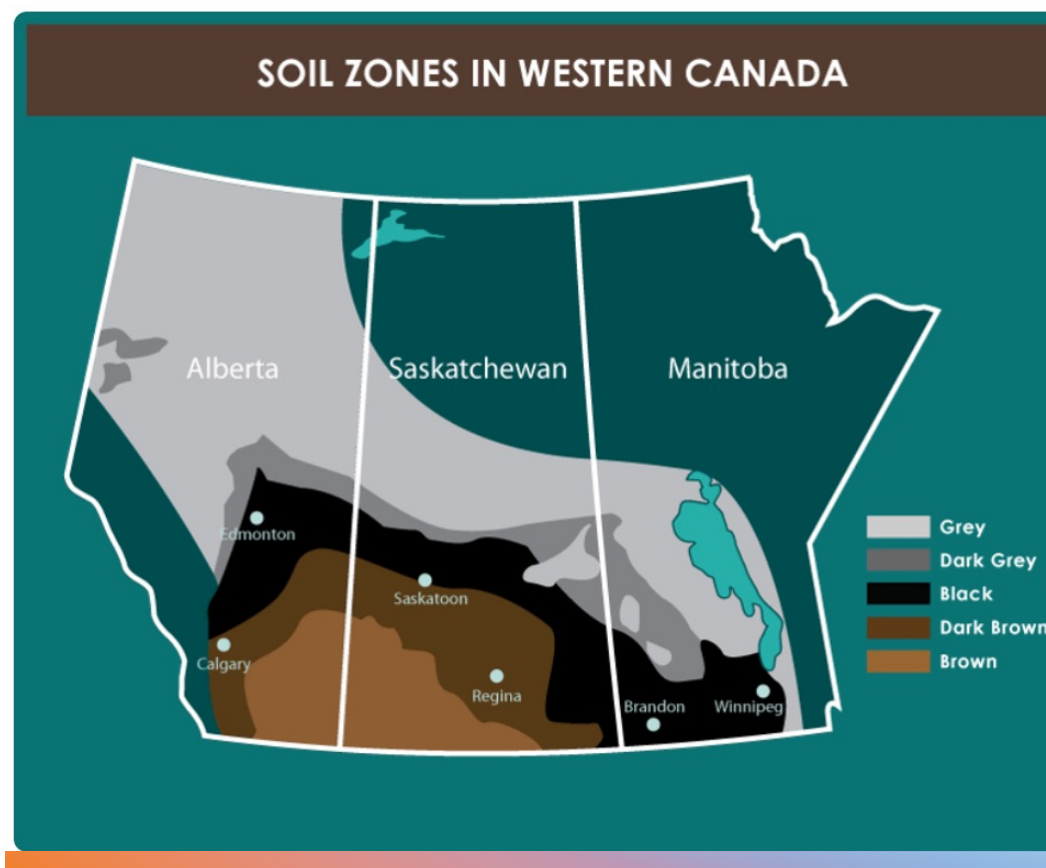 SOIL ZONES IN WESTERN CANADA
Alberta
Saskatchewan
Manitoba
Edmonton
Saskatoon
Calgary
Regina
Brandon
Winnipeg
Grey
Dark Grey
Black
Dark Brown
Brown